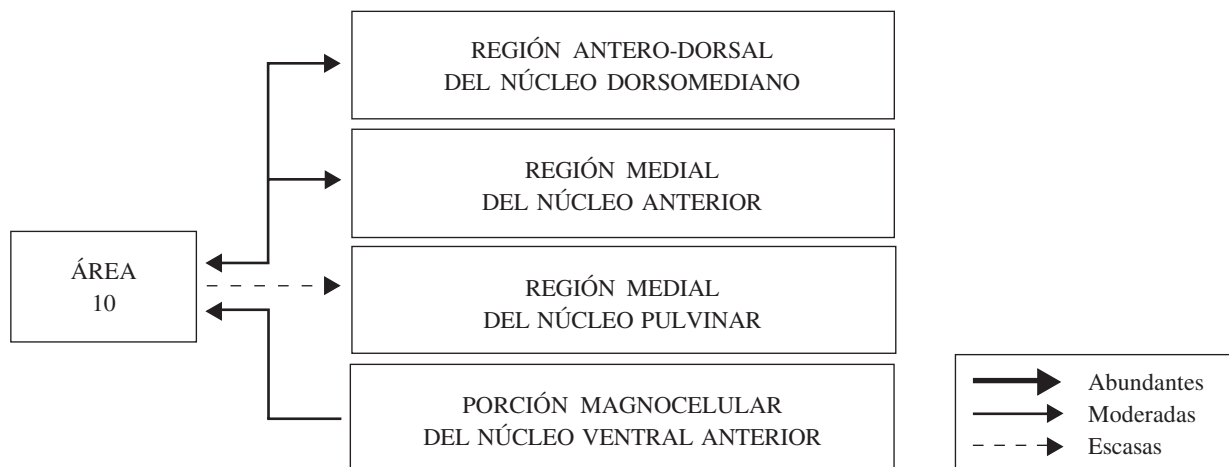 REGIÓN ANTERO-DORSAL
DEL NÚCLEO DORSOMEDIANO
REGIÓN MEDIAL
DEL NÚCLEO ANTERIOR
ÁREA
10
REGIÓN MEDIAL
DEL NÚCLEO PULVINAR
PORCIÓN MAGNOCELULAR
DEL NÚCLEO VENTRAL ANTERIOR
Abundantes
Moderadas
Escasas